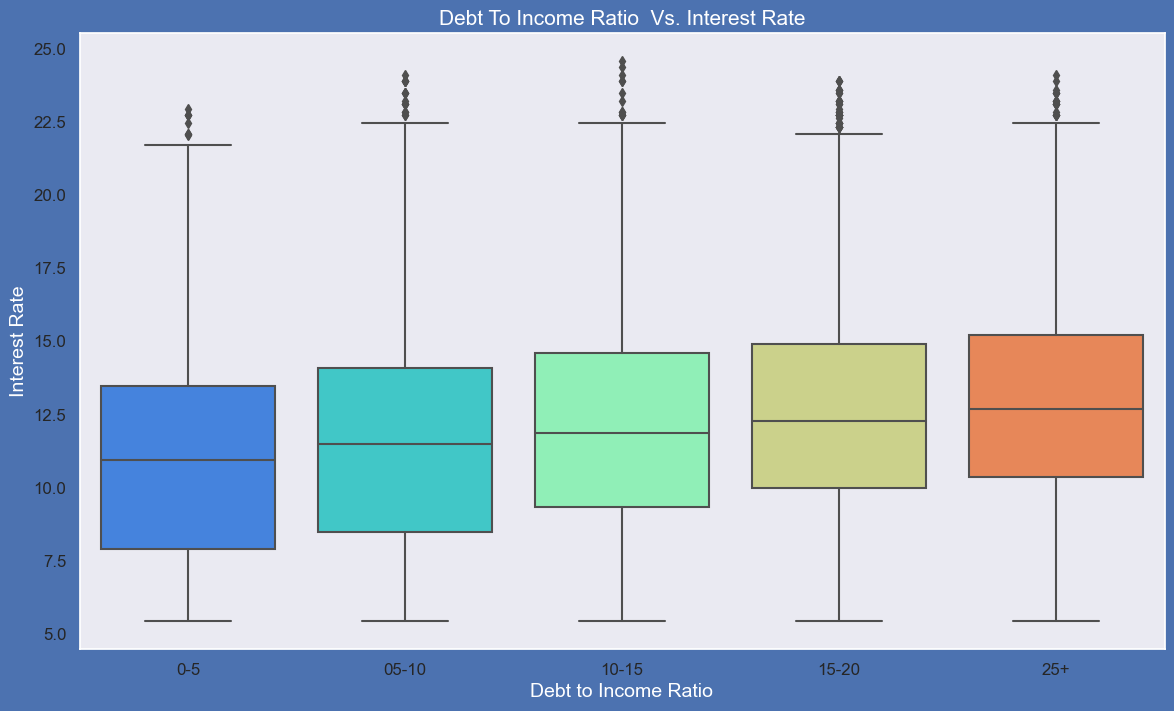 Debt To Income Ratio  Vs. Interest Rate
25.0
22.5
20.0
17.5
15.0
12.5
10.0
7.5
5.0
Interest Rate
0-5 05-10 10-15 15-20 25+
Debt to Income Ratio